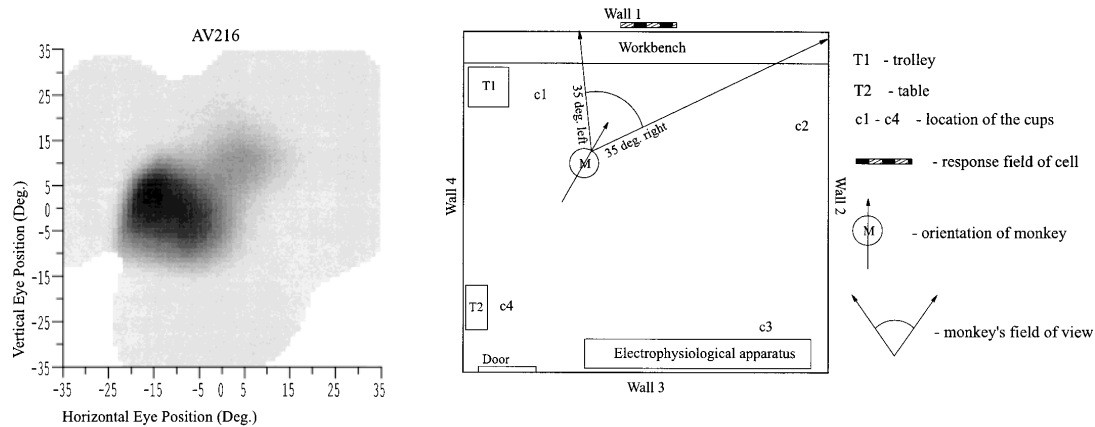 AV216
35
25
15
5
0
-5
-15
-25
-35
-35
-25
-15
-5
0
5
15
25
35
Vertical Eye Position (Deg.)
Horizontal Eye Position (Deg.)
Wall 1
Workbench
T1
c1
c2
35 deg. left
35 deg. right
M
Wall 4
Wall 2
T2
c4
c3
Electrophysiological apparatus
Door
Wall 3
T1 - trolley
T2 - table
c1 - c4 - location of the cups
- response field of cell
M
- orientation of monkey
- monkey's field of view